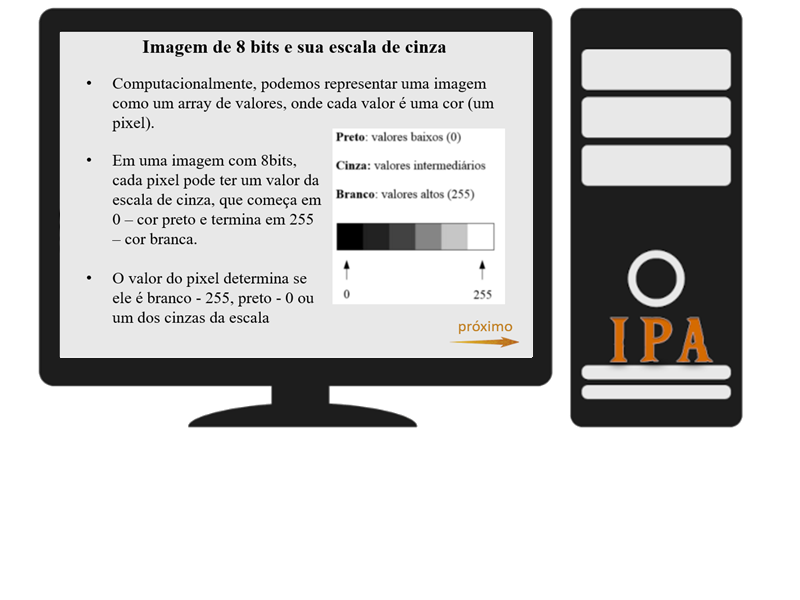 Imagem de 8 bits e sua escala de cinza
• Computacionalmente, podemos representar uma imagem
como um array de valores, onde cada valor é uma cor (um
pixel).
• Em uma imagem com 8bits,
cada pixel pode ter um valor da
escala de cinza, que começa em
0 – cor preto e termina em 255
– cor branca.
• O valor do pixel determina se
ele é branco - 255, preto - 0 ou
um dos cinzas da escala
Preto: valores baixos (0)
Cinza: valores intermediários
Branco: valores altos (255)
0 255
próximo
IPA